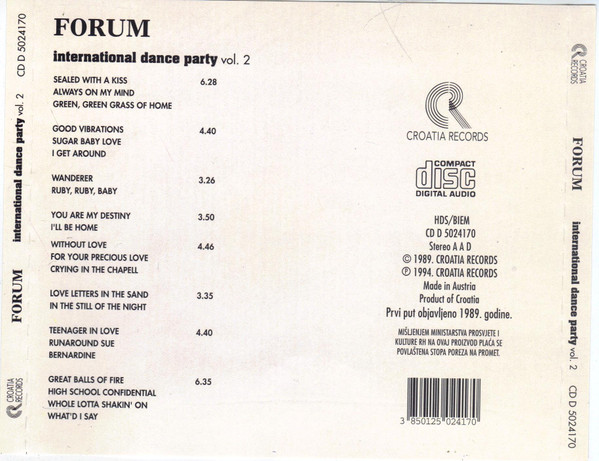 FORUM
international dance party vol. 2
SEALED WITH A KISS 6.28
ALWAYS ON MY MIND
GREEN, GREEN GRASS OF HOME
GOOD VIBRATIONS 4.40
SUGAR BABY LOVE
I GET AROUND
WANDERER 3.26
RUBY, RUBY, BABY
YOU ARE MY DESTINY 3.50
I'LL BE HOME
WITHOUT LOVE 4.46
FOR YOUR PRECIOUS LOVE
CRYING IN THE CHAPELL
LOVE LETTERS IN THE SAND 3.35
IN THE STILL OF THE NIGHT
TEENAGER IN LOVE 4.40
RUNAROUND SUE
BERNARDINE
GREAT BALLS OF FIRE 6.35
HIGH SCHOOL CONFIDENTIAL
WHOLE LOTTA SHAKIN' ON
WHAT'D I SAY
CROATIA RECORDS
COMPACT
disc
DIGITAL AUDIO
HDS/BIEM
CD D 5024170
Stereo A A D
© 1989. CROATIA RECORDS
℗ 1994. CROATIA RECORDS
Made in Austria
Product of Croatia
Prvi put objavljeno 1989. godine.
MIŠLJENJEM MINISTARSTVA PROSVJETE I
KULTURE RH NA OVAJ PROIZVOD PLAĆA SE
POVLAŠTENA STOPA POREZA NA PROMET.
3 850125 024170
CROATIA
RECORDS
FORUM
international dance party vol. 2
CD D 5024170
CROATIA
RECORDS
FORUM
international dance party vol. 2
CD D 5024170